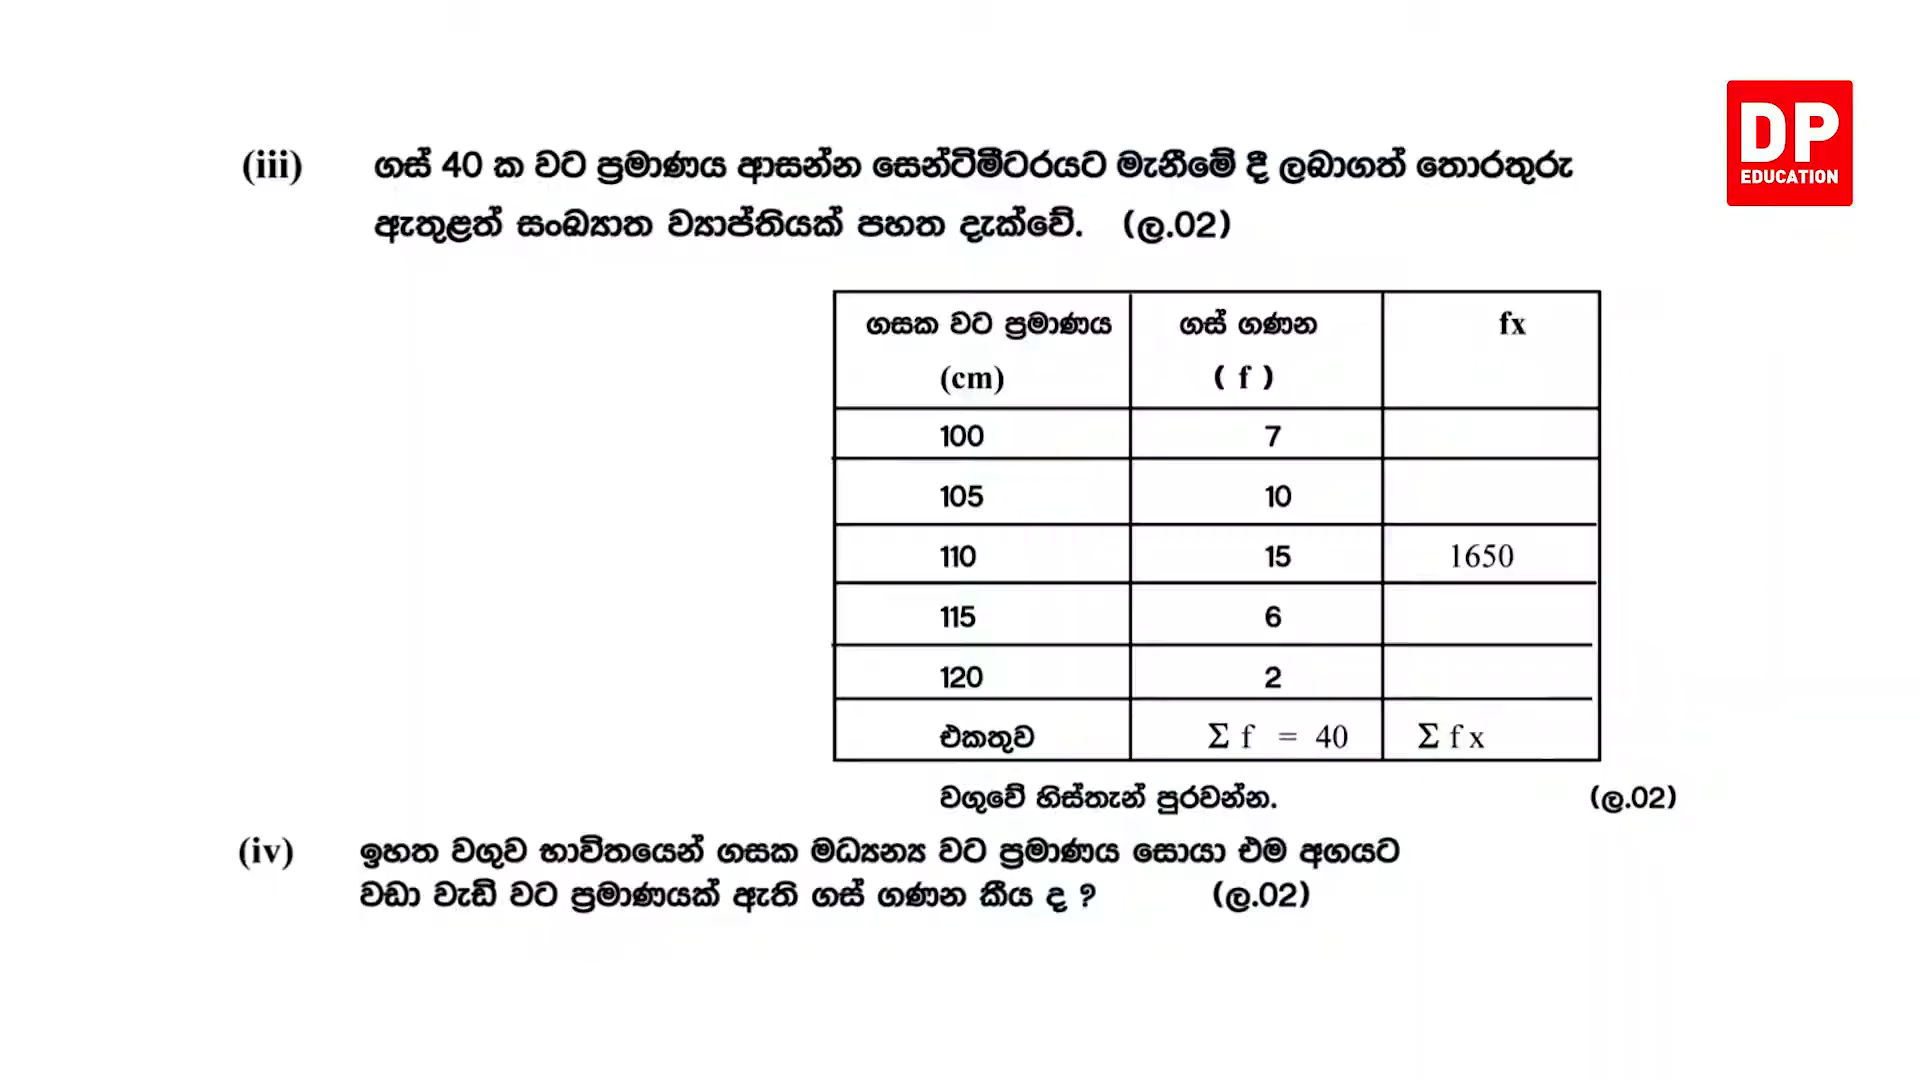 DP
EDUCATION
(iii) ගස් 40 ක වට ප්‍රමාණය ආසන්න සෙන්ටිමීටරයට මැනීමේ දී ලබාගත් තොරතුරු
ඇතුළත් සංඛ්‍යාත ව්‍යාප්තියක් පහත දැක්වේ. (ල.02)
ගසක වට ප්‍රමාණය ගස් ගණන fx
(cm) ( f )
100 7
105 10
110 15 1650
115 6
120 2
එකතුව Σ f = 40 Σ f x
වගුවේ හිස්තැන් පුරවන්න. (ල.02)
(iv) ඉහත වගුව භාවිතයෙන් ගසක මධ්‍යන්‍ය වට ප්‍රමාණය සොයා එම අගයට
වඩා වැඩි වට ප්‍රමාණයක් ඇති ගස් ගණන කීය ද ? (ල.02)